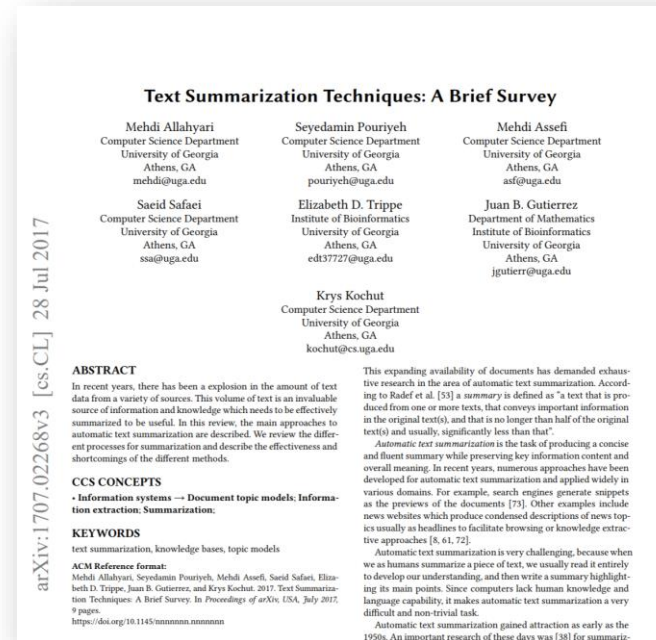 Text Summarization Techniques: A Brief Survey
Mehdi Allahyari
Computer Science Department
University of Georgia
Athens, GA
mehdi@uga.edu
Seyedamin Pouriyeh
Computer Science Department
University of Georgia
Athens, GA
pouriyeh@uga.edu
Mehdi Assefi
Computer Science Department
University of Georgia
Athens, GA
asf@uga.edu
Saeid Safaei
Computer Science Department
University of Georgia
Athens, GA
ssa@uga.edu
Elizabeth D. Trippe
Institute of Bioinformatics
University of Georgia
Athens, GA
edt37727@uga.edu
Juan B. Gutierrez
Department of Mathematics
Institute of Bioinformatics
University of Georgia
Athens, GA
jgutierr@uga.edu
Krys Kochut
Computer Science Department
University of Georgia
Athens, GA
kochut@cs.uga.edu
arXiv:1707.02268v3 [cs.CL] 28 Jul 2017
ABSTRACT
In recent years, there has been a explosion in the amount of text
data from a variety of sources. This volume of text is an invaluable
source of information and knowledge which needs to be effectively
summarized to be useful. In this review, the main approaches to
automatic text summarization are described. We review the differ-
ent processes for summarization and describe the effectiveness and
shortcomings of the different methods.
CCS CONCEPTS
• Information systems → Document topic models; Informa-
tion extraction; Summarization;
KEYWORDS
text summarization, knowledge bases, topic models
ACM Reference format:
Mehdi Allahyari, Seyedamin Pouriyeh, Mehdi Assefi, Saeid Safaei, Eliza-
beth D. Trippe, Juan B. Gutierrez, and Krys Kochut. 2017. Text Summariza-
tion Techniques: A Brief Survey. In Proceedings of arXiv, USA, July 2017,
9 pages.
https://doi.org/10.1145/nnnnnnn.nnnnnnn
This expanding availability of documents has demanded exhaus-
tive research in the area of automatic text summarization. Accord-
ing to Radef et al. [53] a summary is defined as "a text that is pro-
duced from one or more texts, that conveys important information
in the original text(s), and that is no longer than half of the original
text(s) and usually, significantly less than that".
Automatic text summarization is the task of producing a concise
and fluent summary while preserving key information content and
overall meaning. In recent years, numerous approaches have been
developed for automatic text summarization and applied widely in
various domains. For example, search engines generate snippets
as the previews of the documents [73]. Other examples include
news websites which produce condensed descriptions of news top-
ics usually as headlines to facilitate browsing or knowledge extrac-
tive approaches [8, 61, 72].
Automatic text summarization is very challenging, because when
we as humans summarize a piece of text, we usually read it entirely
to develop our understanding, and then write a summary highlight-
ing its main points. Since computers lack human knowledge and
language capability, it makes automatic text summarization a very
difficult and non-trivial task.
Automatic text summarization gained attraction as early as the
1950s. An important research of these days was [38] for summariz-